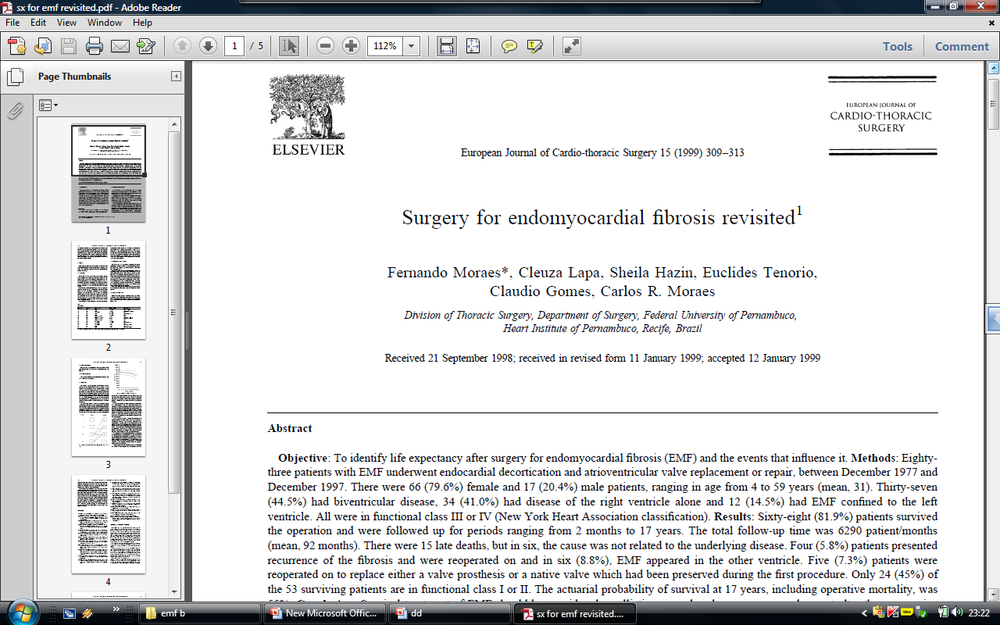 sx for emf revisited.pdf - Adobe Reader
File Edit View Window Help
1 / 5 112% Tools Comment
Page Thumbnails
1
2
3
4
ELSEVIER
EUROPEAN JOURNAL OF
CARDIO-THORACIC
SURGERY
European Journal of Cardio-thoracic Surgery 15 (1999) 309–313
Surgery for endomyocardial fibrosis revisited1
Fernando Moraes*, Cleuza Lapa, Sheila Hazin, Euclides Tenorio,
Claudio Gomes, Carlos R. Moraes
Division of Thoracic Surgery, Department of Surgery, Federal University of Pernambuco,
Heart Institute of Pernambuco, Recife, Brazil
Received 21 September 1998; received in revised form 11 January 1999; accepted 12 January 1999
Abstract
Objective: To identify life expectancy after surgery for endomyocardial fibrosis (EMF) and the events that influence it. Methods: Eighty-
three patients with EMF underwent endocardial decortication and atrioventricular valve replacement or repair, between December 1977 and
December 1997. There were 66 (79.6%) female and 17 (20.4%) male patients, ranging in age from 4 to 59 years (mean, 31). Thirty-seven
(44.5%) had biventricular disease, 34 (41.0%) had disease of the right ventricle alone and 12 (14.5%) had EMF confined to the left
ventricle. All were in functional class III or IV (New York Heart Association classification). Results: Sixty-eight (81.9%) patients survived
the operation and were followed up for periods ranging from 2 months to 17 years. The total follow-up time was 6290 patient/months
(mean, 92 months). There were 15 late deaths, but in six, the cause was not related to the underlying disease. Four (5.8%) patients presented
recurrence of the fibrosis and were reoperated on and in six (8.8%), EMF appeared in the other ventricle. Five (7.3%) patients were
reoperated on to replace either a valve prosthesis or a native valve which had been preserved during the first procedure. Only 24 (45%) of
the 53 surviving patients are in functional class I or II. The actuarial probability of survival at 17 years, including operative mortality, was
emf b
New Microsoft Offic...
dd
sx for emf revisited....
23:22